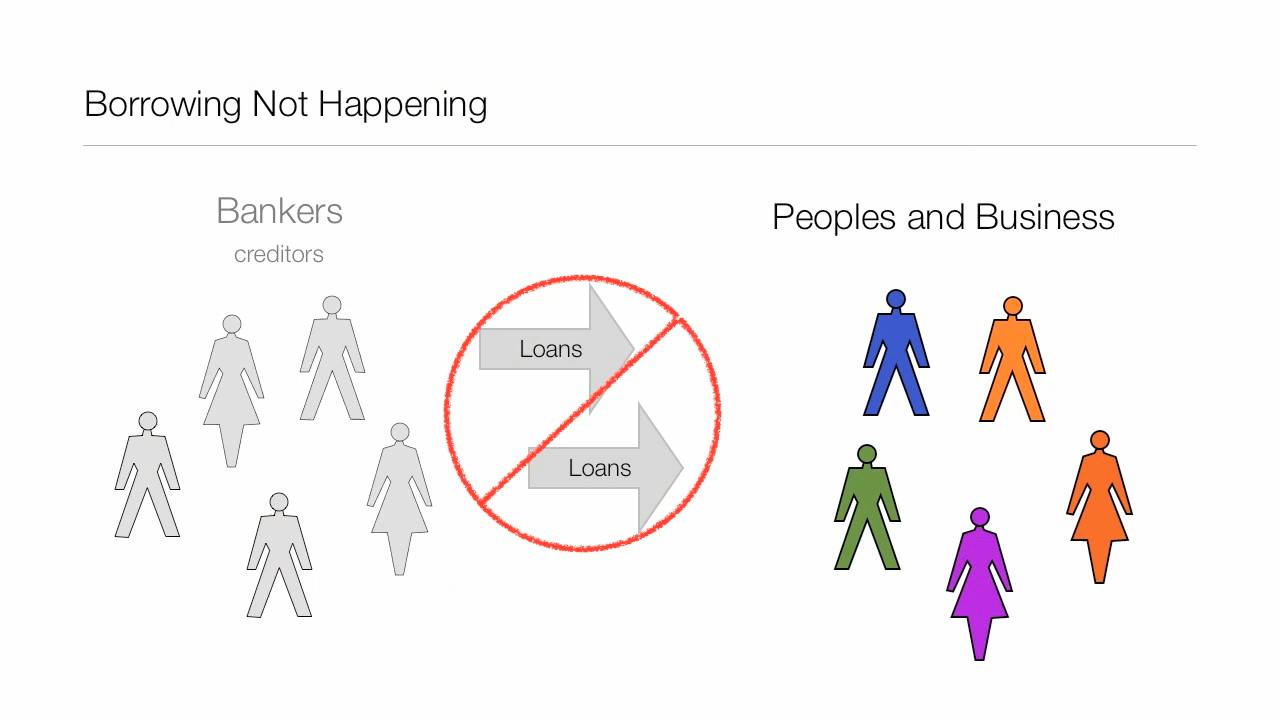 Borrowing Not Happening
Bankers
creditors
Peoples and Business
Loans
Loans